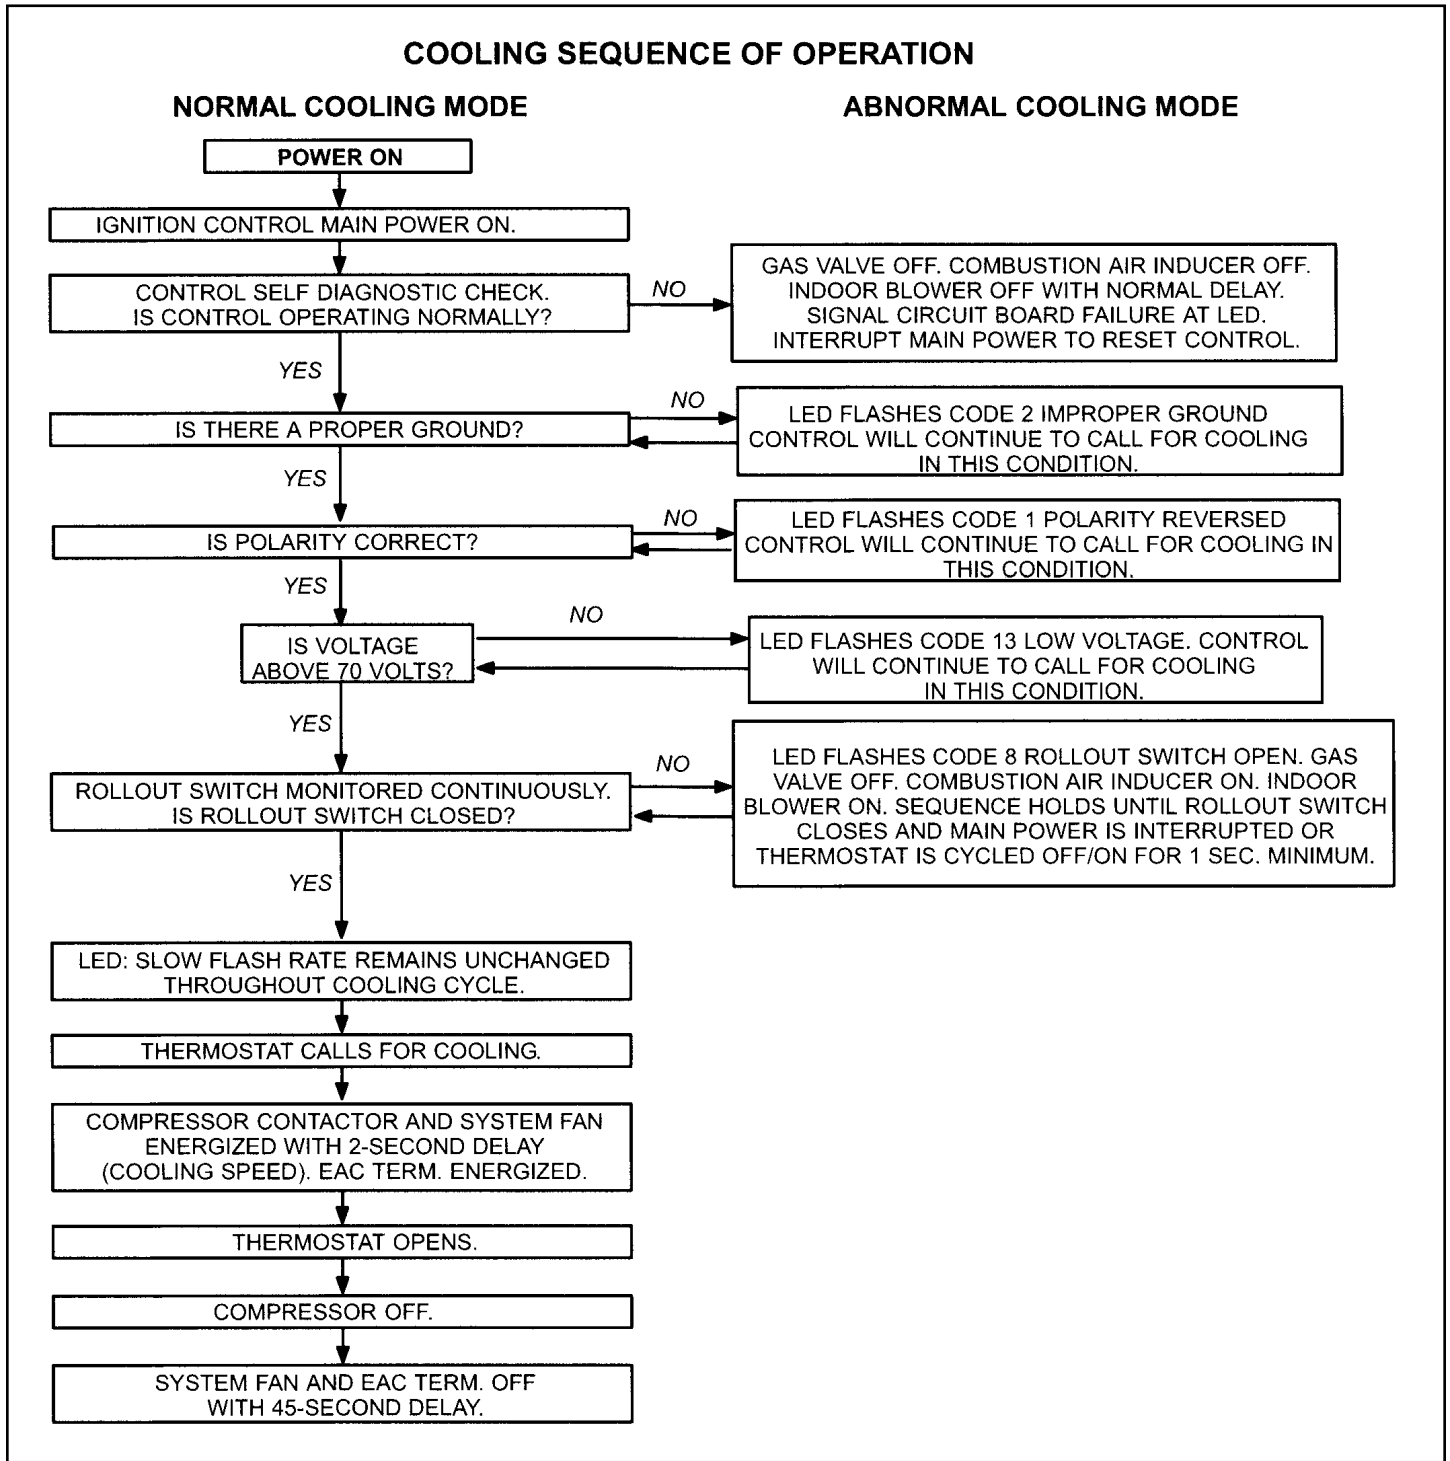 COOLING SEQUENCE OF OPERATION
NORMAL COOLING MODE
ABNORMAL COOLING MODE
POWER ON
IGNITION CONTROL MAIN POWER ON.
CONTROL SELF DIAGNOSTIC CHECK.
IS CONTROL OPERATING NORMALLY?
NO
GAS VALVE OFF. COMBUSTION AIR INDUCER OFF.
INDOOR BLOWER OFF WITH NORMAL DELAY.
SIGNAL CIRCUIT BOARD FAILURE AT LED.
INTERRUPT MAIN POWER TO RESET CONTROL.
YES
IS THERE A PROPER GROUND?
NO
LED FLASHES CODE 2 IMPROPER GROUND
CONTROL WILL CONTINUE TO CALL FOR COOLING
IN THIS CONDITION.
YES
IS POLARITY CORRECT?
NO
LED FLASHES CODE 1 POLARITY REVERSED
CONTROL WILL CONTINUE TO CALL FOR COOLING IN
THIS CONDITION.
YES
IS VOLTAGE
ABOVE 70 VOLTS?
NO
LED FLASHES CODE 13 LOW VOLTAGE. CONTROL
WILL CONTINUE TO CALL FOR COOLING
IN THIS CONDITION.
YES
ROLLOUT SWITCH MONITORED CONTINUOUSLY.
IS ROLLOUT SWITCH CLOSED?
NO
LED FLASHES CODE 8 ROLLOUT SWITCH OPEN. GAS
VALVE OFF. COMBUSTION AIR INDUCER ON. INDOOR
BLOWER ON. SEQUENCE HOLDS UNTIL ROLLOUT SWITCH
CLOSES AND MAIN POWER IS INTERRUPTED OR
THERMOSTAT IS CYCLED OFF/ON FOR 1 SEC. MINIMUM.
YES
LED: SLOW FLASH RATE REMAINS UNCHANGED
THROUGHOUT COOLING CYCLE.
THERMOSTAT CALLS FOR COOLING.
COMPRESSOR CONTACTOR AND SYSTEM FAN
ENERGIZED WITH 2-SECOND DELAY
(COOLING SPEED). EAC TERM. ENERGIZED.
THERMOSTAT OPENS.
COMPRESSOR OFF.
SYSTEM FAN AND EAC TERM. OFF
WITH 45-SECOND DELAY.